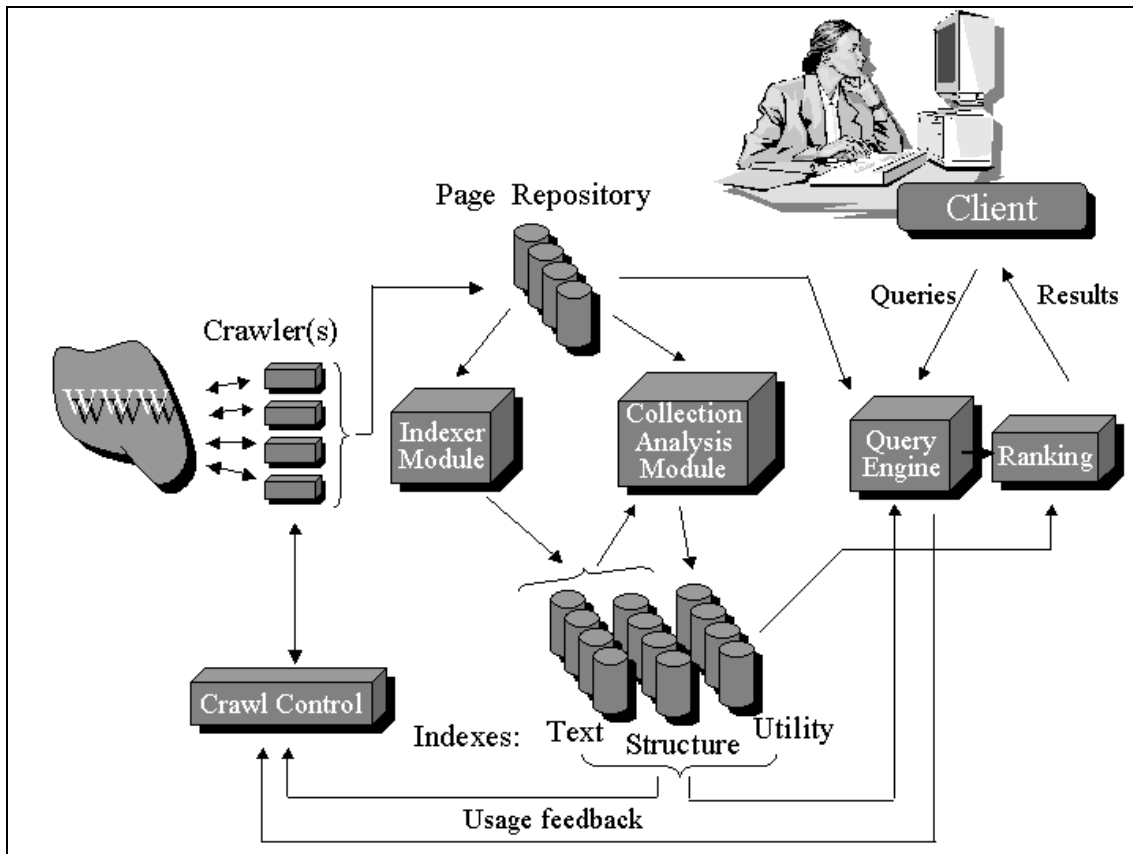 Client
Page Repository
Queries
Results
Crawler(s)
WWW
Indexer
Module
Collection
Analysis
Module
Query
Engine
Ranking
Crawl Control
Indexes:
Text
Structure
Utility
Usage feedback